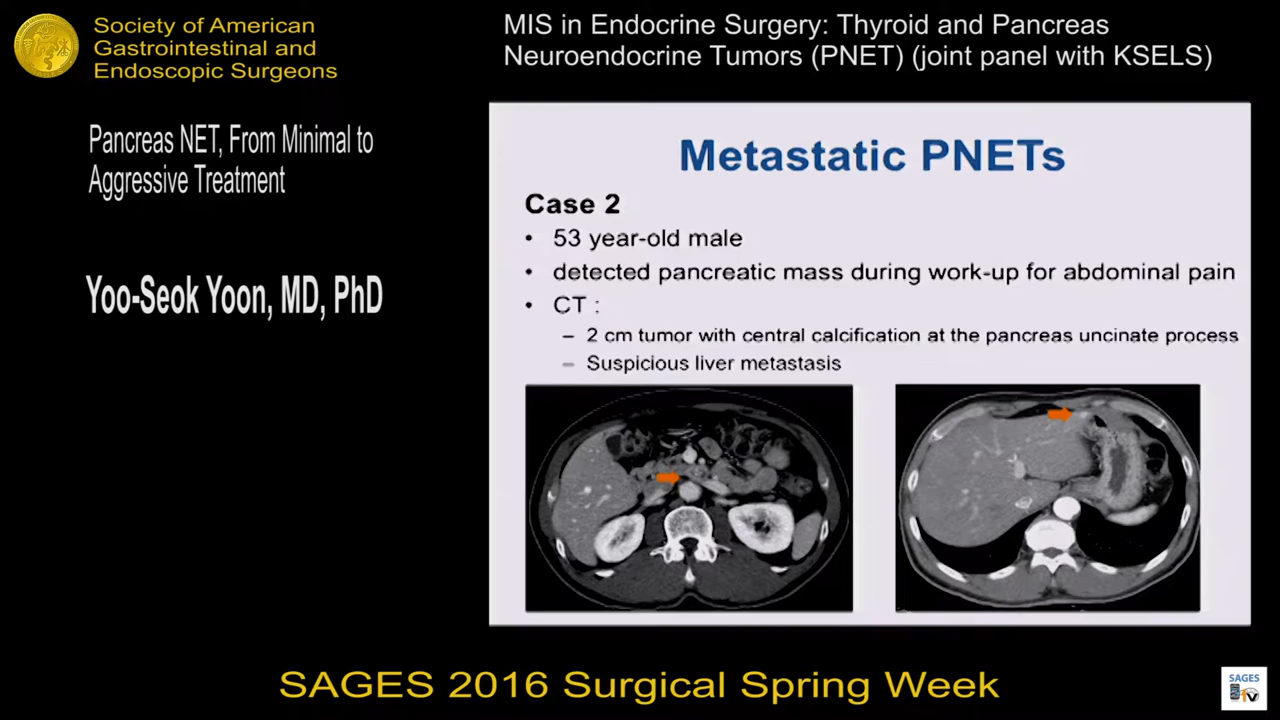 Society of American
Gastrointestinal and
Endoscopic Surgeons
MIS in Endocrine Surgery: Thyroid and Pancreas
Neuroendocrine Tumors (PNET) (joint panel with KSELS)
Pancreas NET, From Minimal to
Aggressive Treatment
Yoo-Seok Yoon, MD, PhD
Metastatic PNETs
Case 2
• 53 year-old male
• detected pancreatic mass during work-up for abdominal pain
• CT :
– 2 cm tumor with central calcification at the pancreas uncinate process
– Suspicious liver metastasis
SAGES 2016 Surgical Spring Week
SAGES
tv